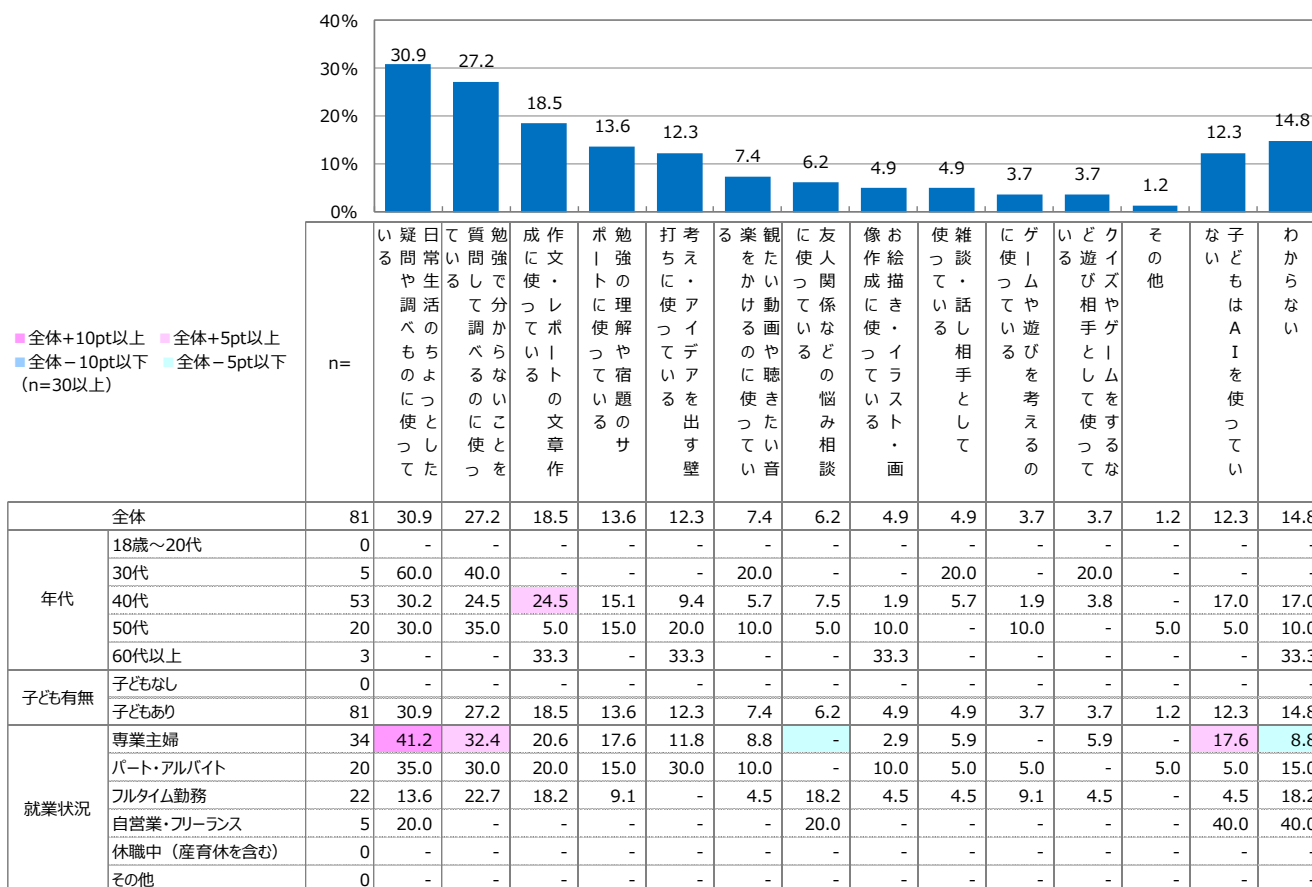 40%
30%
20%
10%
0%
30.9 27.2 18.5 13.6 12.3 7.4 6.2 4.9 4.9 3.7 3.7 1.2 12.3 14.8
全体+10pt以上 全体+5pt以上
全体-10pt以下 全体-5pt以下
(n=30以上)
n=
日常生活のちょっとした
疑問や調べものに使って
いる
勉強で分からないことを
質問して調べるのに使っ
ている
作文・レポートの文章作
成に使っている
勉強の理解や宿題のサ
ポートに使っている
考え・アイデアを出す壁
打ちに使っている
観たい動画や聴きたい音
楽をかけるのに使ってい
る
友人関係などの悩み相談
に使っている
お絵描き・イラスト・画
像作成に使っている
雑談・話し相手として
使っている
ゲームや遊びを考えるの
に使っている
クイズやゲームをするな
ど遊び相手として使って
いる
その他
子どもはAIを使ってい
ない
わからない
全体 81 30.9 27.2 18.5 13.6 12.3 7.4 6.2 4.9 4.9 3.7 3.7 1.2 12.3 14.8
年代
18歳～20代 0 - - - - - - - - - - - - - -
30代 5 60.0 40.0 - - - 20.0 - - 20.0 - 20.0 - - -
40代 53 30.2 24.5 24.5 15.1 9.4 5.7 7.5 1.9 5.7 1.9 3.8 - 17.0 17.0
50代 20 30.0 35.0 5.0 15.0 20.0 10.0 5.0 10.0 - 10.0 - 5.0 5.0 10.0
60代以上 3 - - 33.3 - 33.3 - - 33.3 - - - - - 33.3
子ども有無
子どもなし 0 - - - - - - - - - - - - - -
子どもあり 81 30.9 27.2 18.5 13.6 12.3 7.4 6.2 4.9 4.9 3.7 3.7 1.2 12.3 14.8
就業状況
専業主婦 34 41.2 32.4 20.6 17.6 11.8 8.8 - 2.9 5.9 - 5.9 - 17.6 8.8
パート・アルバイト 20 35.0 30.0 20.0 15.0 30.0 10.0 - 10.0 5.0 5.0 - 5.0 5.0 15.0
フルタイム勤務 22 13.6 22.7 18.2 9.1 - 4.5 18.2 4.5 4.5 9.1 4.5 - 4.5 18.2
自営業・フリーランス 5 20.0 - - - - - 20.0 - - - - - 40.0 40.0
休職中（産育休を含む） 0 - - - - - - - - - - - - - -
その他 0 - - - - - - - - - - - - - -